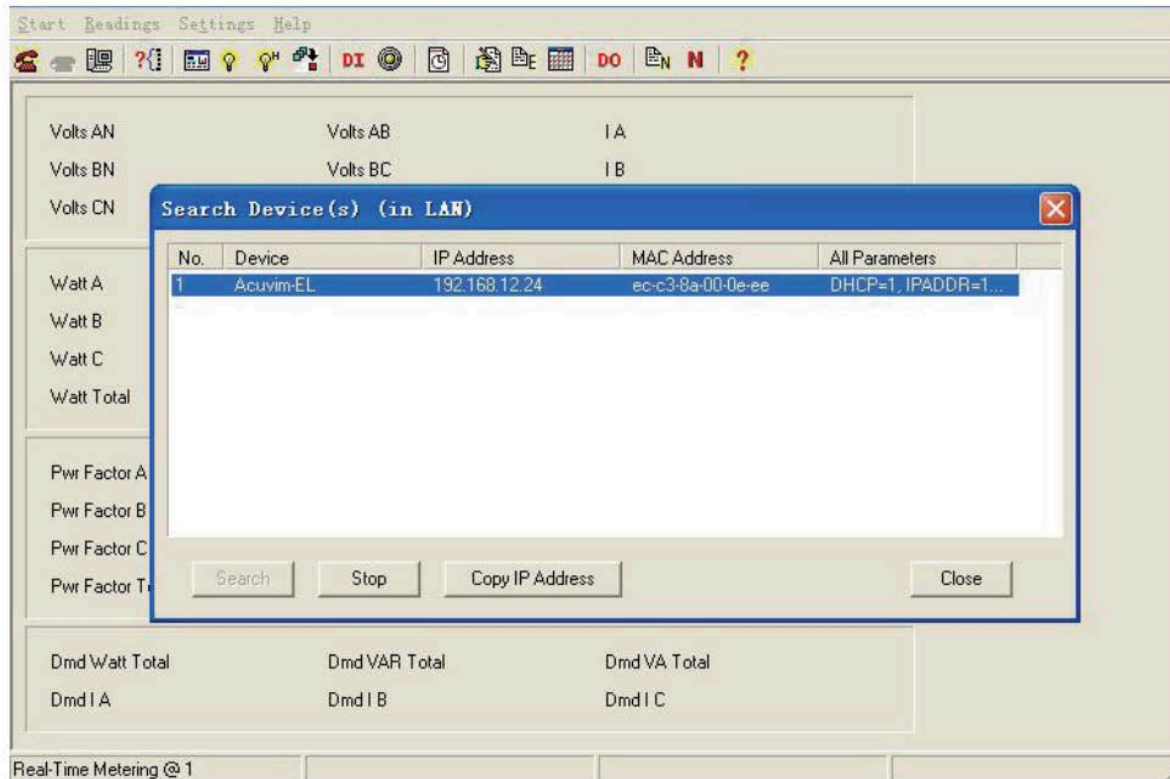 Start Readings Settings Help
?{ DI E DO N N ?
Volts AN Volts AB I A
Volts BN Volts BC I B
Volts CN
Search Device(s) (in LAN)
No. Device IP Address MAC Address All Parameters
1 Acuvim-EL 192.168.12.24 ec-c3-8a-00-0e-ee DHCP=1, IPADDR=1...
Watt A
Watt B
Watt C
Watt Total
Pwr Factor A
Pwr Factor B
Pwr Factor C
Pwr Factor
Search Stop Copy IP Address Close
Dmd Watt Total Dmd VAR Total Dmd VA Total
Dmd I A Dmd I B Dmd I C
Real-Time Metering @ 1